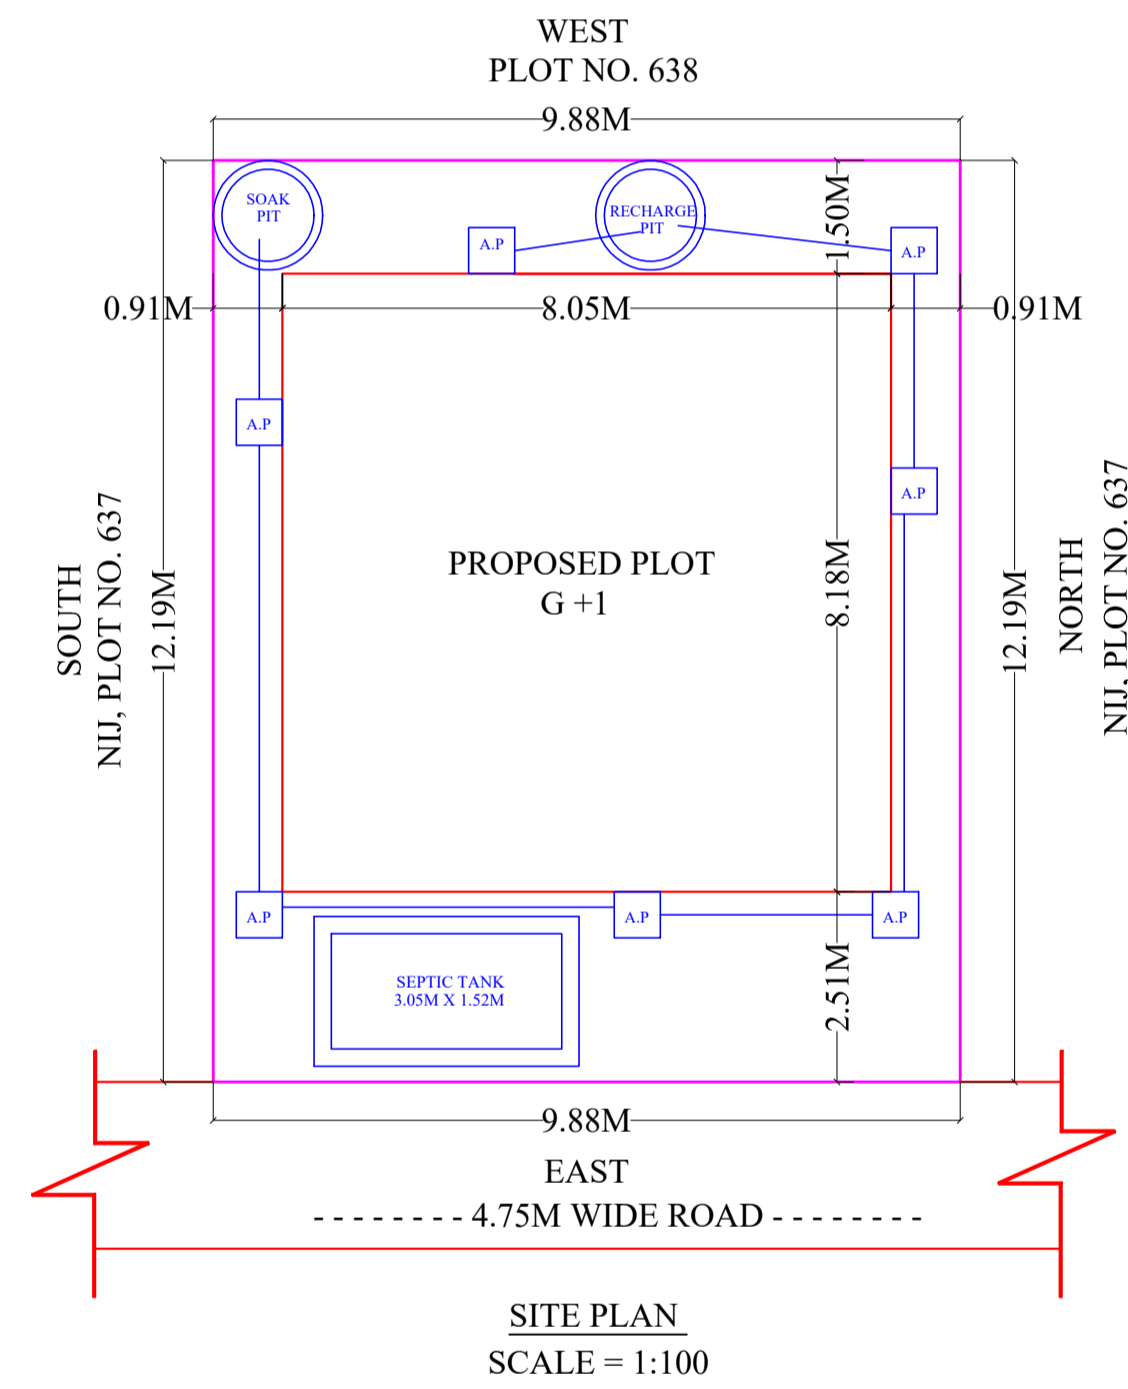 WEST
PLOT NO. 638
9.88M
SOAK
PIT
RECHARGE
PIT
1.50M
A.P
A.P
0.91M
8.05M
0.91M
A.P
A.P
SOUTH
NIJ, PLOT NO. 637
12.19M
PROPOSED PLOT
G +1
8.18M
12.19M
NORTH
NIJ, PLOT NO. 637
A.P
A.P
A.P
SEPTIC TANK
3.05M X 1.52M
2.51M
9.88M
EAST
- - - - - - - - 4.75M WIDE ROAD - - - - - - - -
SITE PLAN
SCALE = 1:100